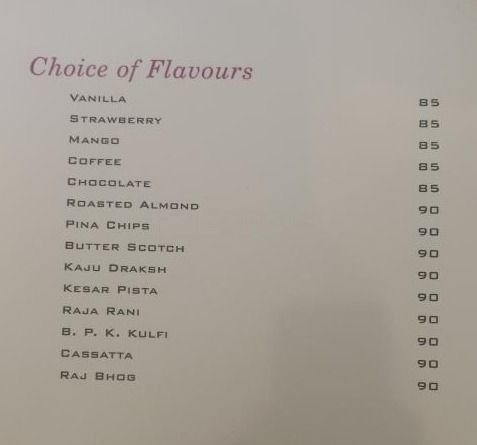 Choice of Flavours
VANILLA 85
STRAWBERRY 85
MANGO 85
COFFEE 85
CHOCOLATE 85
ROASTED ALMOND 90
PINA CHIPS 90
BUTTER SCOTCH 90
KAJU DRAKSH 90
KESAR PISTA 90
RAJA RANI 90
B. P. K. KULFI 90
CASSATTA 90
RAJ BHOG 90